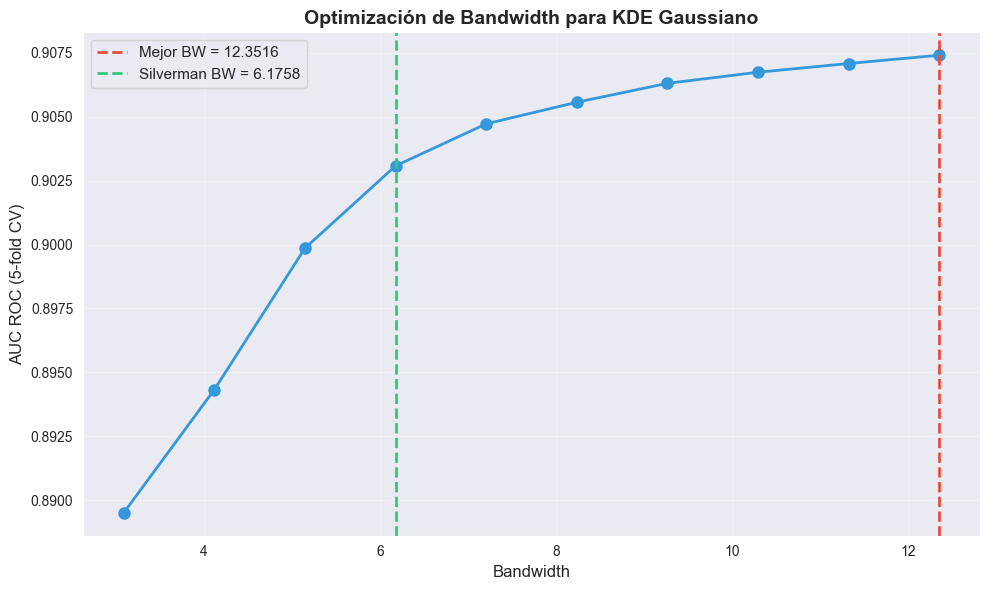 Optimización de Bandwidth para KDE Gaussiano
Mejor BW = 12.3516
Silverman BW = 6.1758
AUC ROC (5-fold CV)
0.9075
0.9050
0.9025
0.9000
0.8975
0.8950
0.8925
0.8900
4
6
8
10
12
Bandwidth